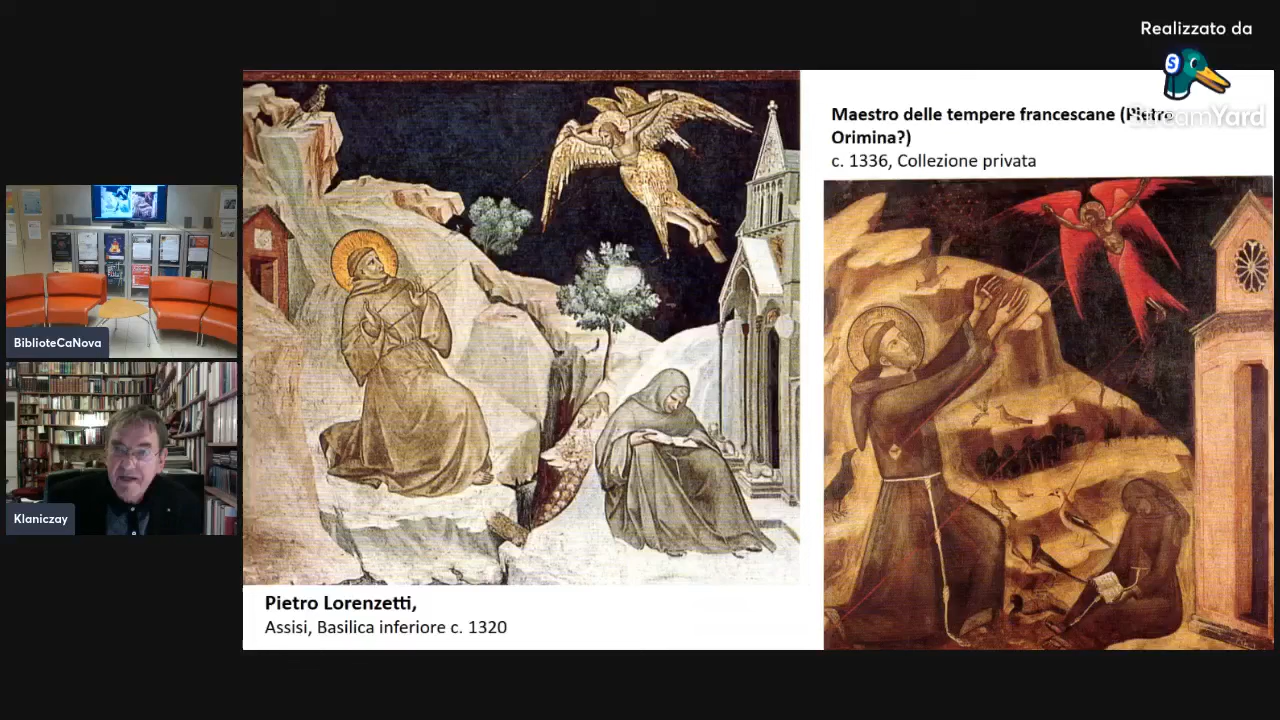 Realizzato da
StreamYard
Maestro delle tempere francescane (Pietro
Orimina?)
c. 1336, Collezione privata
BiblioteCaNova
Klaniczay
Pietro Lorenzetti,
Assisi, Basilica inferiore c. 1320